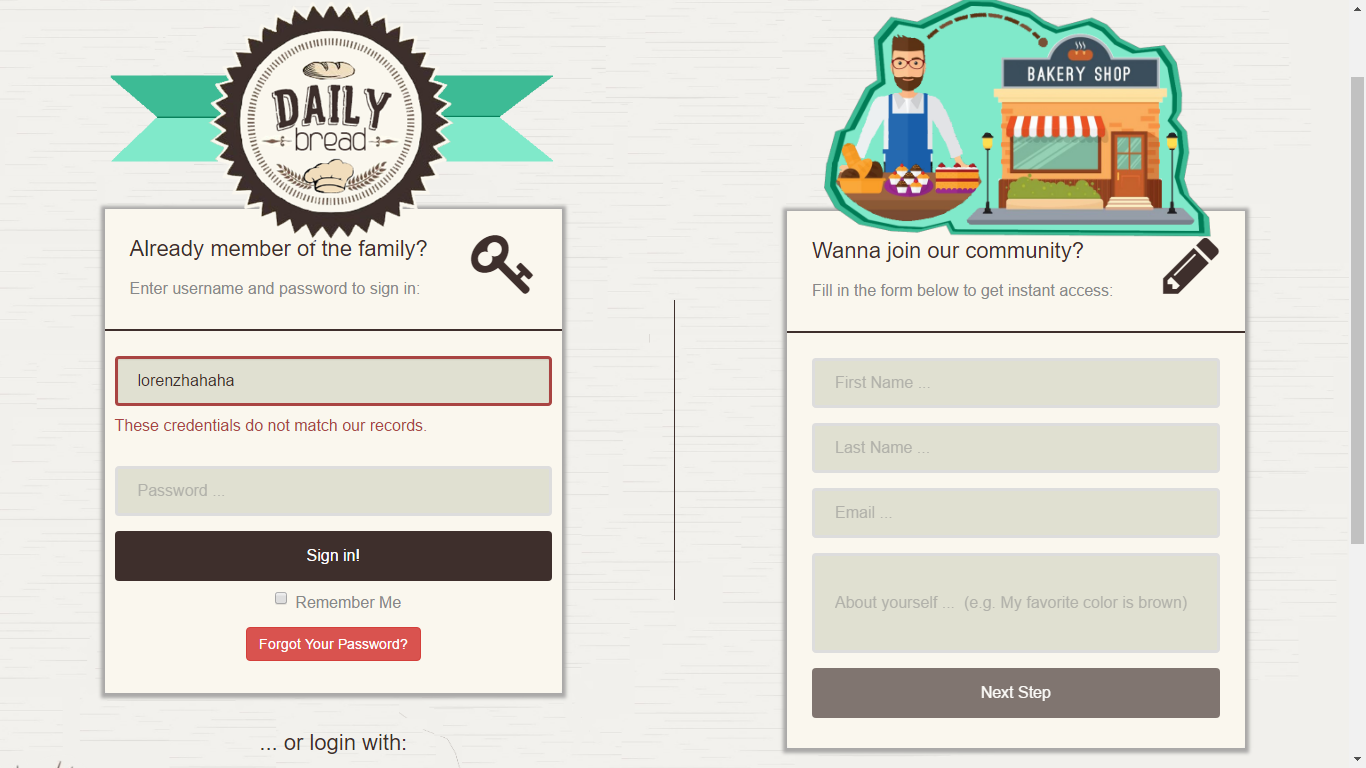 DAILY
bread
BAKERY SHOP
Already member of the family?
Enter username and password to sign in:
lorenzhahaha
These credentials do not match our records.
Password ...
Sign in!
Remember Me
Forgot Your Password?
... or login with:
Wanna join our community?
Fill in the form below to get instant access:
First Name ...
Last Name ...
Email ...
About yourself ... (e.g. My favorite color is brown)
Next Step